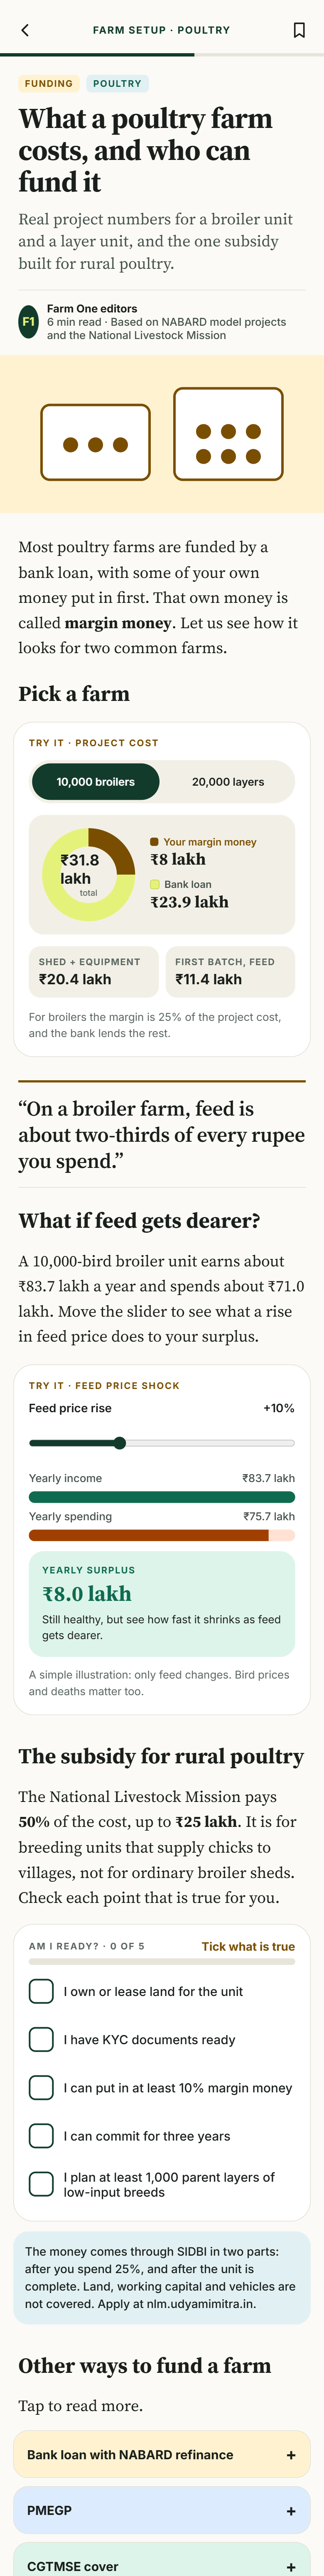 FARM SETUP · POULTRY
FUNDING POULTRY
What a poultry farm
costs, and who can
fund it
Real project numbers for a broiler unit
and a layer unit, and the one subsidy
built for rural poultry.
F1
Farm One editors
6 min read · Based on NABARD model projects
and the National Livestock Mission
Most poultry farms are funded by a
bank loan, with some of your own
money put in first. That own money is
called margin money. Let us see how it
looks for two common farms.
Pick a farm
TRY IT · PROJECT COST
10,000 broilers 20,000 layers
₹31.8
lakh
total
Your margin money
₹8 lakh
Bank loan
₹23.9 lakh
SHED + EQUIPMENT
₹20.4 lakh
FIRST BATCH, FEED
₹11.4 lakh
For broilers the margin is 25% of the project cost,
and the bank lends the rest.
“On a broiler farm, feed is
about two-thirds of every rupee
you spend.”
What if feed gets dearer?
A 10,000-bird broiler unit earns about
₹83.7 lakh a year and spends about ₹71.0
lakh. Move the slider to see what a rise
in feed price does to your surplus.
TRY IT · FEED PRICE SHOCK
Feed price rise +10%
Yearly income ₹83.7 lakh
Yearly spending ₹75.7 lakh
YEARLY SURPLUS
₹8.0 lakh
Still healthy, but see how fast it shrinks as feed
gets dearer.
A simple illustration: only feed changes. Bird prices
and deaths matter too.
The subsidy for rural poultry
The National Livestock Mission pays
50% of the cost, up to ₹25 lakh. It is for
breeding units that supply chicks to
villages, not for ordinary broiler sheds.
Check each point that is true for you.
AM I READY? · 0 OF 5 Tick what is true
I own or lease land for the unit
I have KYC documents ready
I can put in at least 10% margin money
I can commit for three years
I plan at least 1,000 parent layers of
low-input breeds
The money comes through SIDBI in two parts:
after you spend 25%, and after the unit is
complete. Land, working capital and vehicles are
not covered. Apply at nlm.udyamimitra.in.
Other ways to fund a farm
Tap to read more.
Bank loan with NABARD refinance +
PMEGP +
CGTMSE cover +